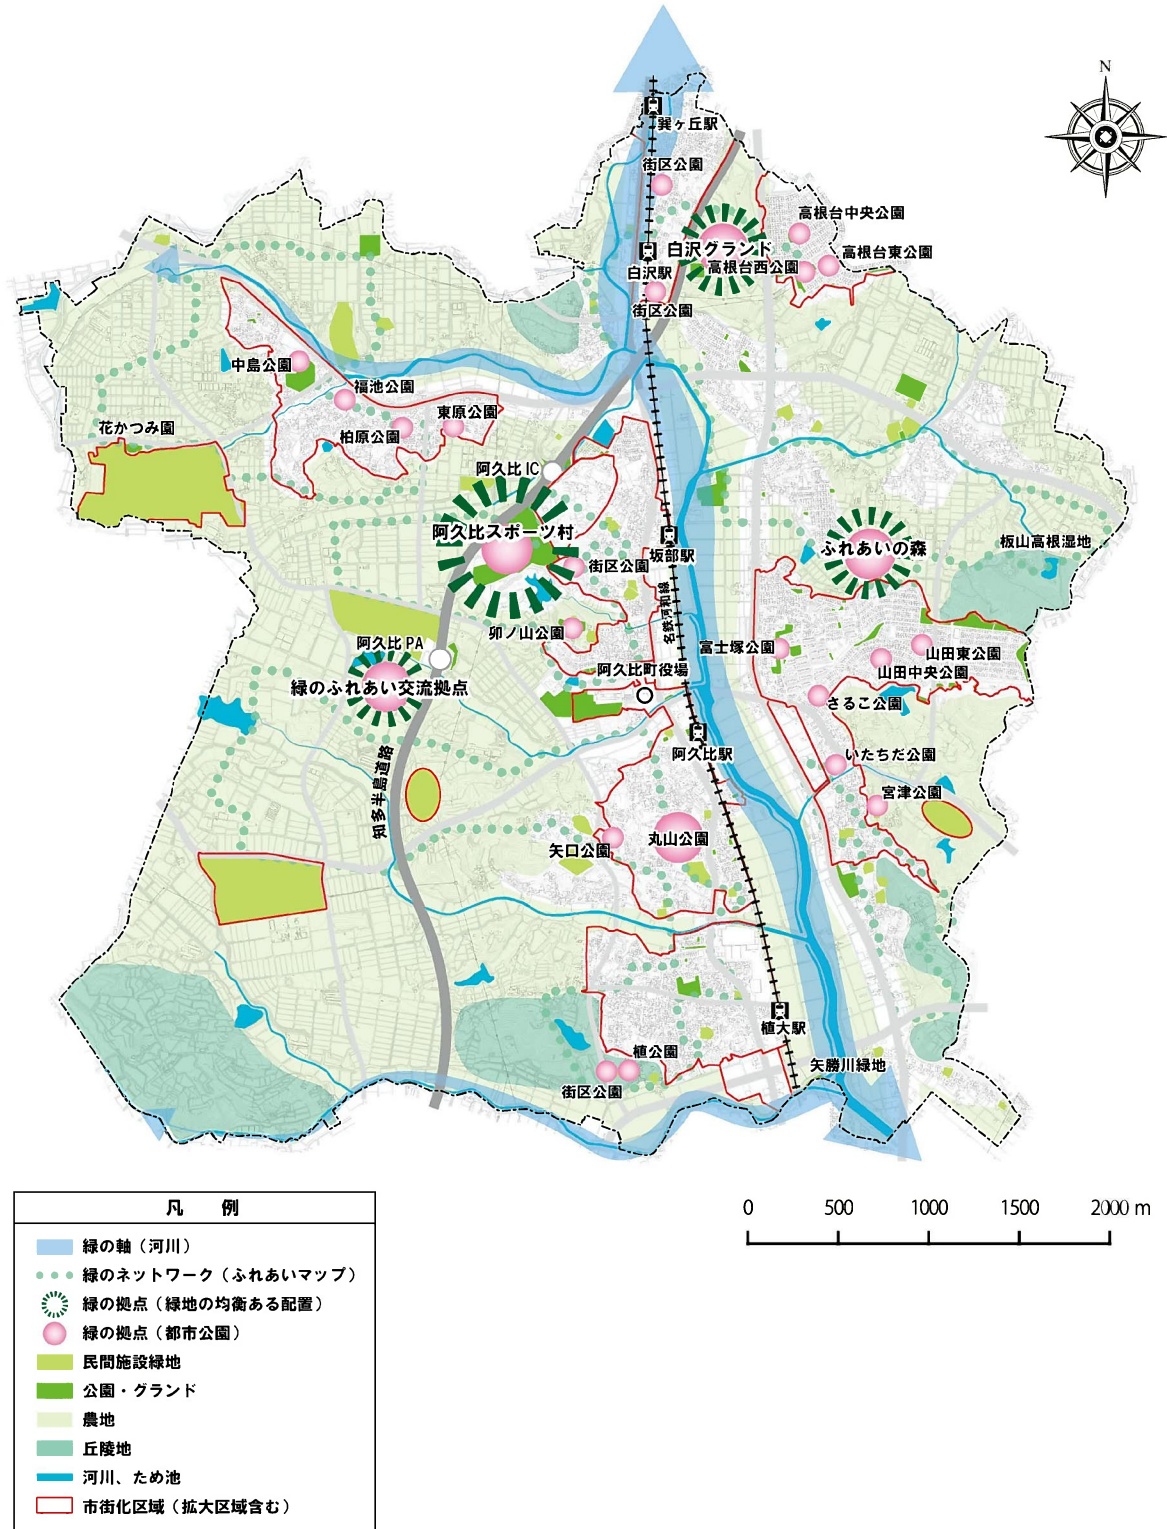 N
巽ヶ丘駅
街区公園
高根台中央公園
白沢グランド
高根台東公園
白沢駅
高根台西公園
街区公園
中島公園
福池公園
東原公園
花かつみ園
柏原公園
阿久比IC
阿久比スポーツ村
坂部駅
ふれあいの森
板山高根湿地
街区公園
名鉄河和線
卯ノ山公園
阿久比PA
富士塚公園
山田東公園
山田中央公園
阿久比町役場
緑のふれあい交流拠点
さるこ公園
阿久比駅
いたちだ公園
知多半島道路
宮津公園
矢口公園
丸山公園
植大駅
植公園
矢勝川緑地
街区公園
凡 例
緑の軸（河川）
緑のネットワーク（ふれあいマップ）
緑の拠点（緑地の均衡ある配置）
緑の拠点（都市公園）
民間施設緑地
公園・グランド
農地
丘陵地
河川、ため池
市街化区域（拡大区域含む）
0 500 1000 1500 2000 m